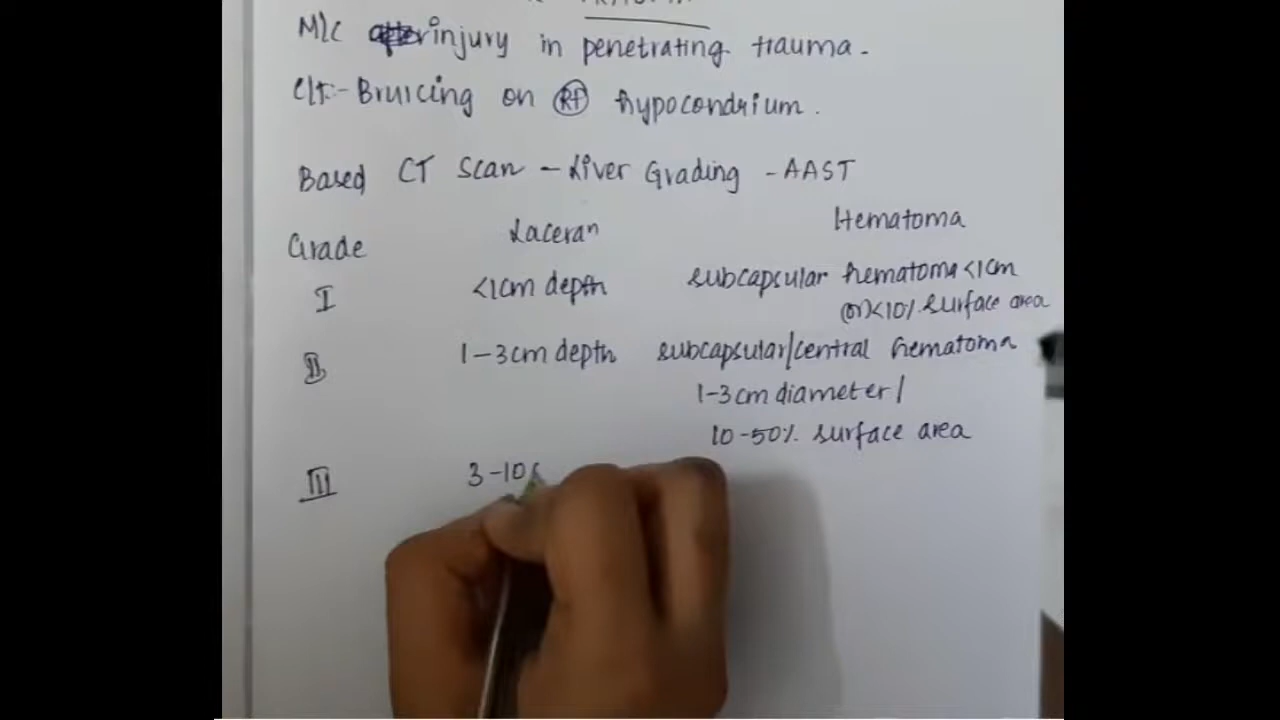 M/c injury in penetrating trauma.
C/F:- Bruicing on Rt hypocondrium.
Based CT Scan - Liver Grading - AAST
Grade Laceran Hematoma
I <1cm depth subcapsular hematoma <1cm
(or) <10% surface area
II 1-3cm depth subcapsular/central hematoma
1-3cm diameter/
10-50% surface area
III 3-10